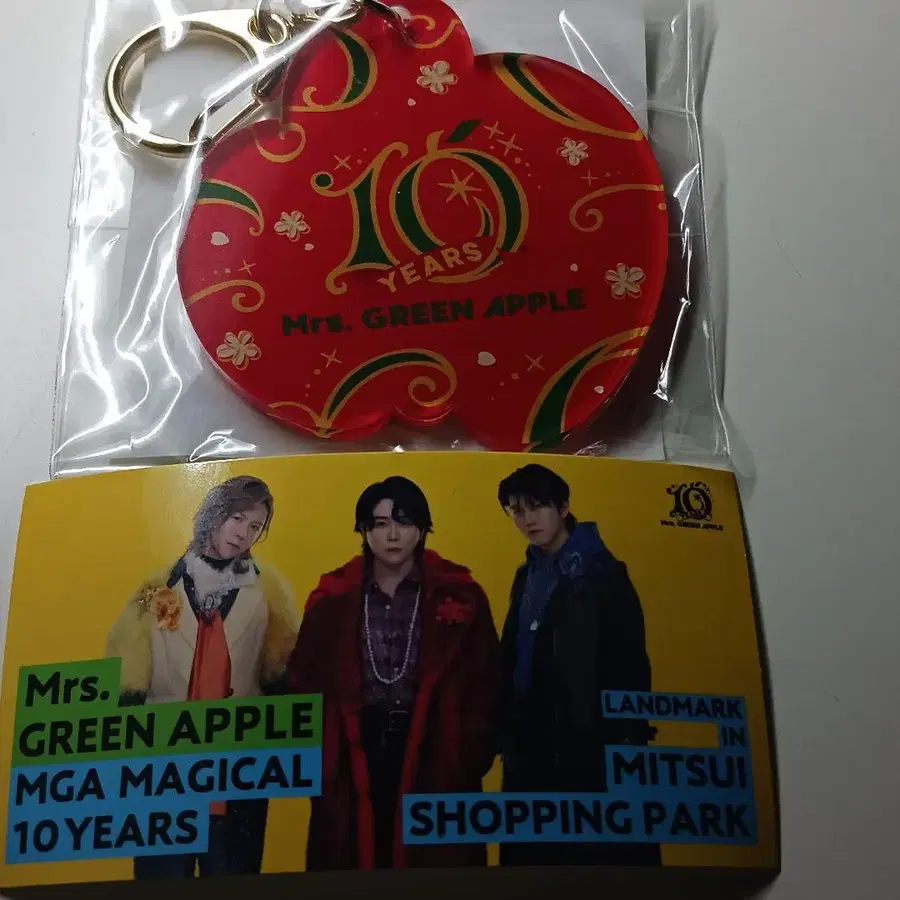 10
YEARS
Mrs. GREEN APPLE
10
YEARS
Mrs. GREEN APPLE
Mrs.
GREEN APPLE
MGA MAGICAL
10 YEARS
LANDMARK
IN
MITSUI
SHOPPING PARK